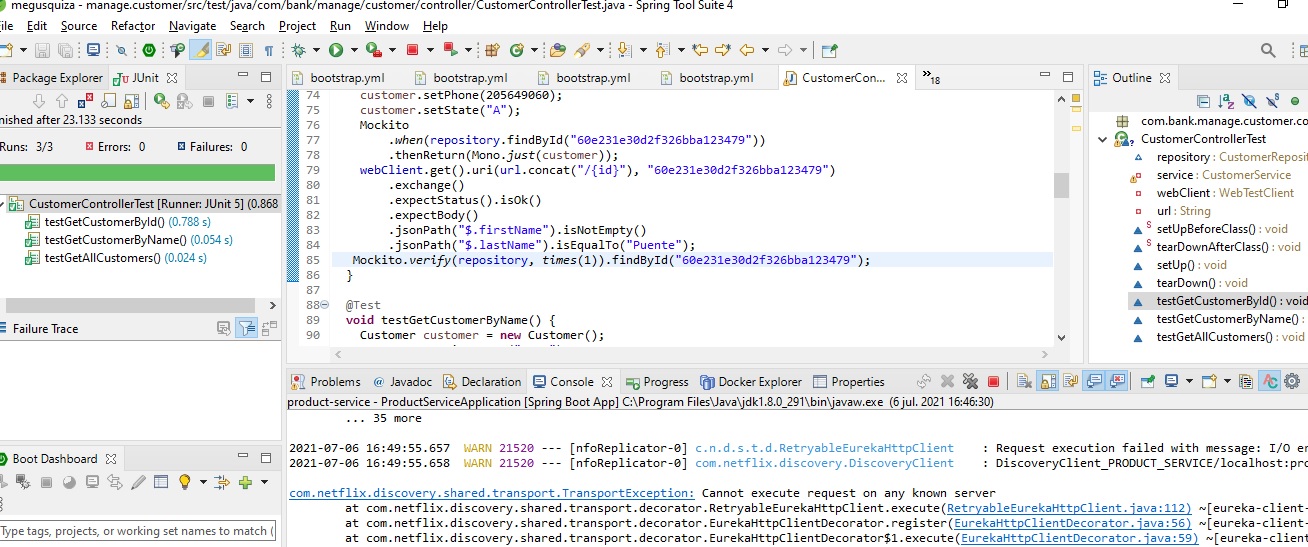 megusquiza - manage.customer/src/test/java/com/bank/manage/customer/controller/CustomerControllerTest.java - Spring Tool Suite 4
File Edit Source Refactor Navigate Search Project Run Window Help
Package Explorer JUnit
nished after 23.133 seconds
Runs: 3/3 Errors: 0 Failures: 0
CustomerControllerTest [Runner: JUnit 5] (0.868
testGetCustomerById() (0.788 s)
testGetCustomerByName() (0.054 s)
testGetAllCustomers() (0.024 s)
Failure Trace
Boot Dashboard
Type tags, projects, or working set names to match (
bootstrap.yml bootstrap.yml bootstrap.yml bootstrap.yml CustomerCon... »18
74 customer.setPhone(205649060);
75 customer.setState("A");
76 Mockito
77 .when(repository.findById("60e231e30d2f326bba123479"))
78 .thenReturn(Mono.just(customer));
79 webClient.get().uri(url.concat("/{id}"), "60e231e30d2f326bba123479")
80 .exchange()
81 .expectStatus().isOk()
82 .expectBody()
83 .jsonPath("$.firstName").isNotEmpty()
84 .jsonPath("$.lastName").isEqualTo("Puente");
85 Mockito.verify(repository, times(1)).findById("60e231e30d2f326bba123479");
86 }
87
88 @Test
89 void testGetCustomerByName() {
90 Customer customer = new Customer();
Outline
com.bank.manage.customer.co
CustomerControllerTest
repository : CustomerReposit
service : CustomerService
webClient : WebTestClient
url : String
setUpBeforeClass() : void
tearDownAfterClass() : void
setUp() : void
tearDown() : void
testGetCustomerById() : void
testGetCustomerByName() :
testGetAllCustomers() : void
Problems @ Javadoc Declaration Console Progress Docker Explorer Properties
product-service - ProductServiceApplication [Spring Boot App] C:\Program Files\Java\jdk1.8.0_291\bin\javaw.exe (6 jul. 2021 16:46:30)
... 35 more
2021-07-06 16:49:55.657 WARN 21520 --- [nfoReplicator-0] c.n.d.s.t.d.RetryableEurekaHttpClient : Request execution failed with message: I/O er
2021-07-06 16:49:55.658 WARN 21520 --- [nfoReplicator-0] com.netflix.discovery.DiscoveryClient : DiscoveryClient_PRODUCT_SERVICE/localhost:pro
com.netflix.discovery.shared.transport.TransportException: Cannot execute request on any known server
at com.netflix.discovery.shared.transport.decorator.RetryableEurekaHttpClient.execute(RetryableEurekaHttpClient.java:112) ~[eureka-client-
at com.netflix.discovery.shared.transport.decorator.EurekaHttpClientDecorator.register(EurekaHttpClientDecorator.java:56) ~[eureka-client-
at com.netflix.discovery.shared.transport.decorator.EurekaHttpClientDecorator$1.execute(EurekaHttpClientDecorator.java:59) ~[eureka-client